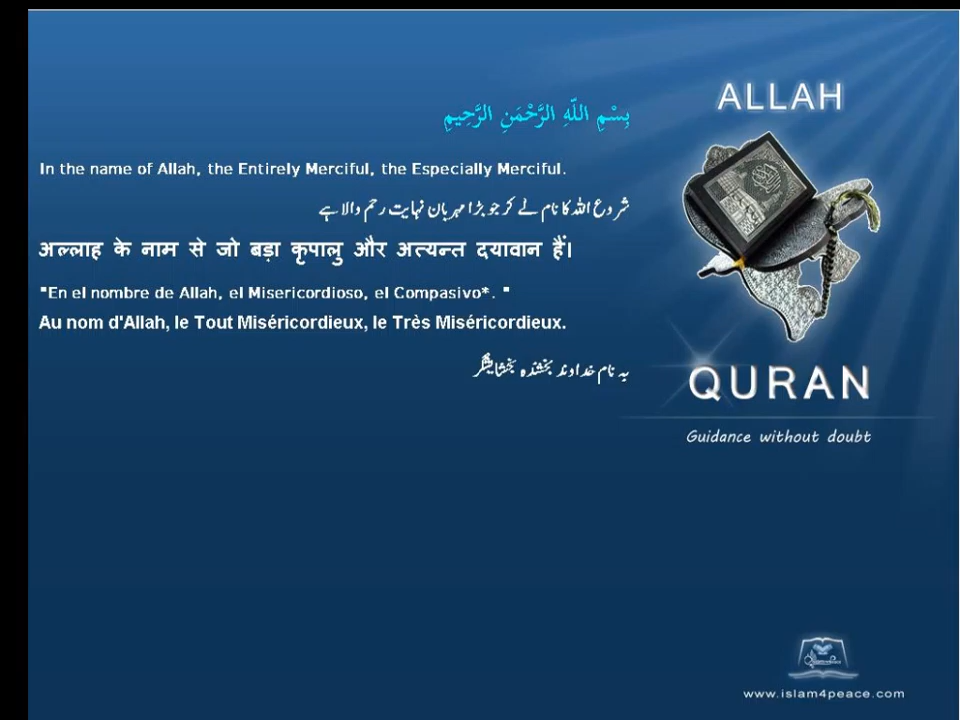 بِسْمِ اللّهِ الرَّحْمَنِ الرَّحِيمِ
In the name of Allah, the Entirely Merciful, the Especially Merciful.
شروع الله کا نام لے کر جو بڑا مہربان نہایت رحم والا ہے
अल्लाह के नाम से जो बड़ा कृपालु और अत्यन्त दयावान हैं।
"En el nombre de Allah, el Misericordioso, el Compasivo*. "
Au nom d'Allah, le Tout Miséricordieux, le Très Miséricordieux.
به نام خداوند بخشنده بخشایشگر
ALLAH
QURAN
Guidance without doubt
www.islam4peace.com